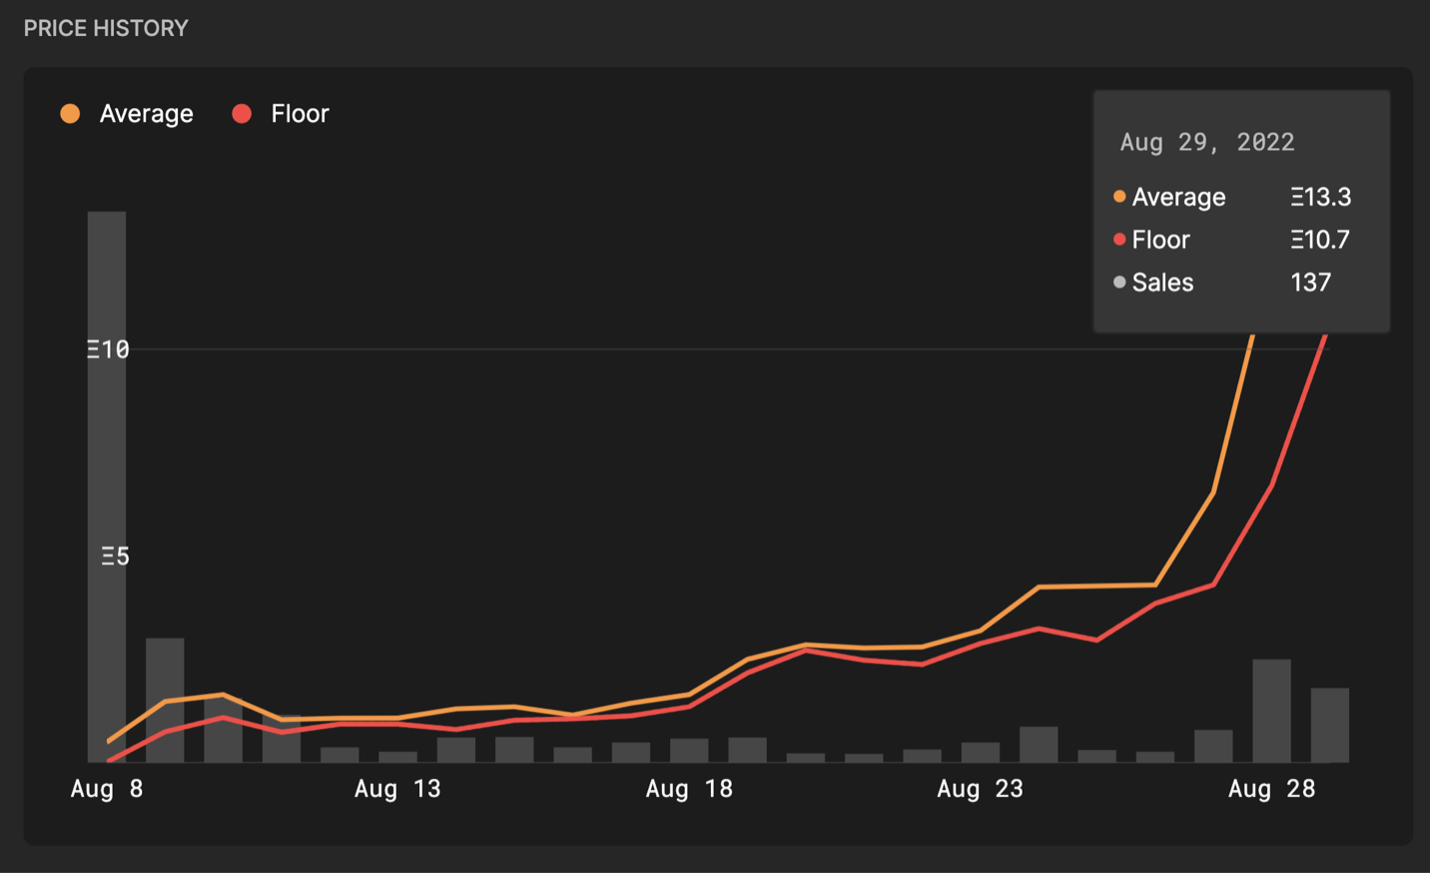 PRICE HISTORY
Average Floor
Aug 29, 2022
Average Ξ13.3
Floor Ξ10.7
Sales 137
Ξ10
Ξ5
Aug 8 Aug 13 Aug 18 Aug 23 Aug 28